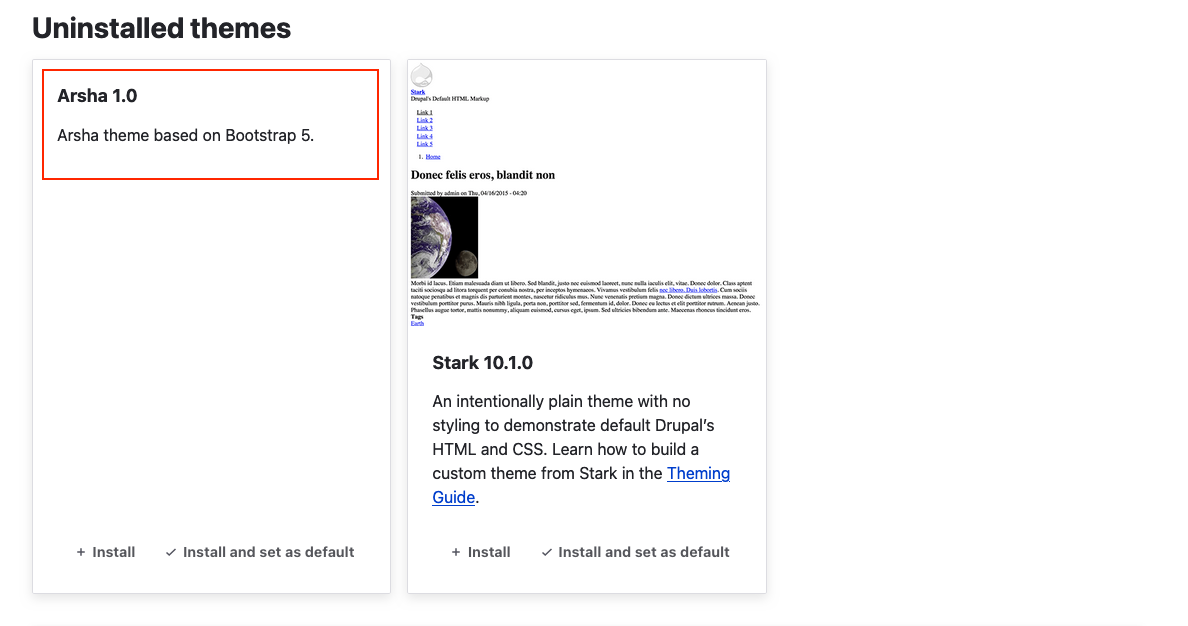 Uninstalled themes
Arsha 1.0
Arsha theme based on Bootstrap 5.
+ Install
Install and set as default
Stark
Drupal's Default HTML Markup
Link 1
Link 2
Link 3
Link 4
Link 5
1. Home
Donec felis eros, blandit non
Submitted by admin on Thu, 04/16/2015 - 04:20
Morbi id lacus. Etiam malesuada diam ut libero. Sed blandit, justo nec euismod laoreet, nunc nulla iaculis elit, vitae. Donec dolor. Class aptent
taciti sociosqu ad litora torquent per conubia nostra, per inceptos hymenaeos. Vivamus vestibulum felis nec libero. Duis lobortis. Cum sociis
natoque penatibus et magnis dis parturient montes, nascetur ridiculus mus. Nunc venenatis pretium magna. Donec dictum ultrices massa. Donec
vestibulum porttitor purus. Mauris nibh ligula, porta non, porttitor sed, fermentum id, dolor. Donec eu lectus et elit porttitor rutrum. Aenean justo.
Phasellus augue tortor, mattis nonummy, aliquam euismod, cursus eget, ipsum. Sed ultricies bibendum ante. Maecenas rhoncus tincidunt eros.
Tags
Earth
Stark 10.1.0
An intentionally plain theme with no
styling to demonstrate default Drupal’s
HTML and CSS. Learn how to build a
custom theme from Stark in the Theming
Guide.
+ Install
Install and set as default